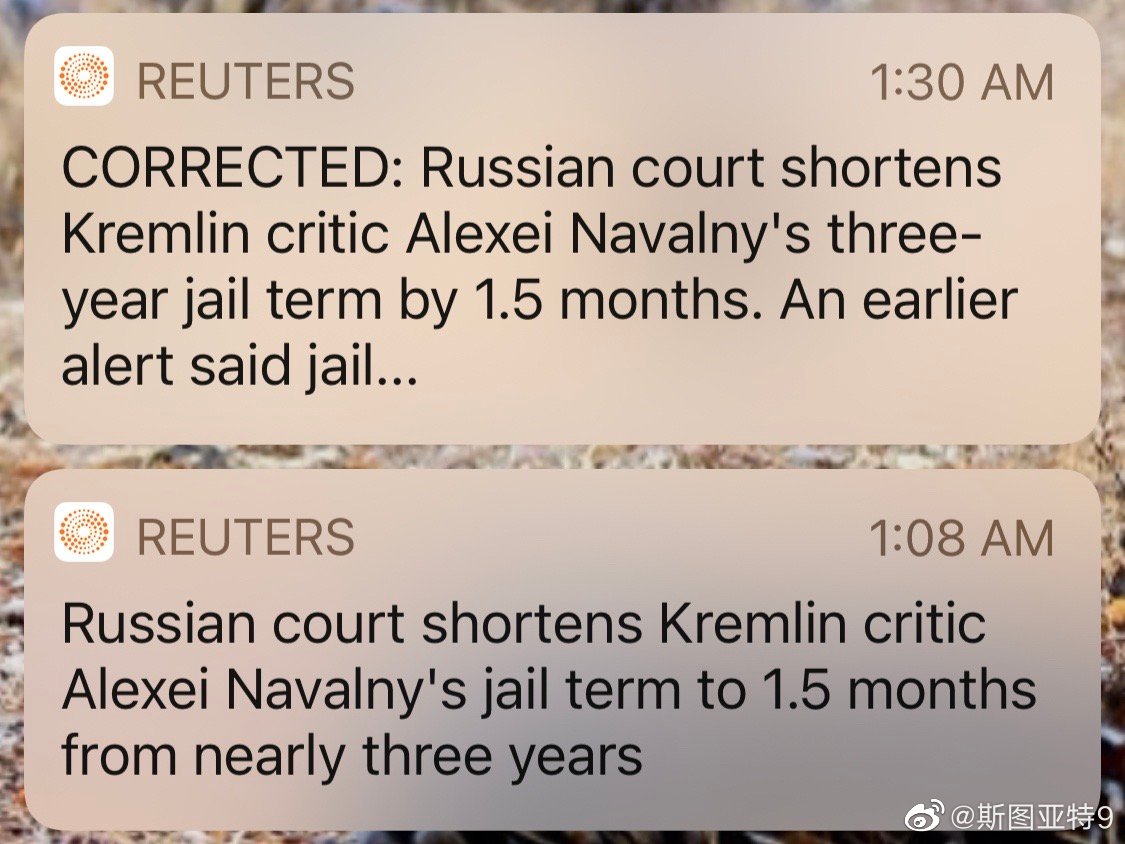 REUTERS 1:30 AM
CORRECTED: Russian court shortens
Kremlin critic Alexei Navalny's three-
year jail term by 1.5 months. An earlier
alert said jail...
REUTERS 1:08 AM
Russian court shortens Kremlin critic
Alexei Navalny's jail term to 1.5 months
from nearly three years
@斯图亚特9